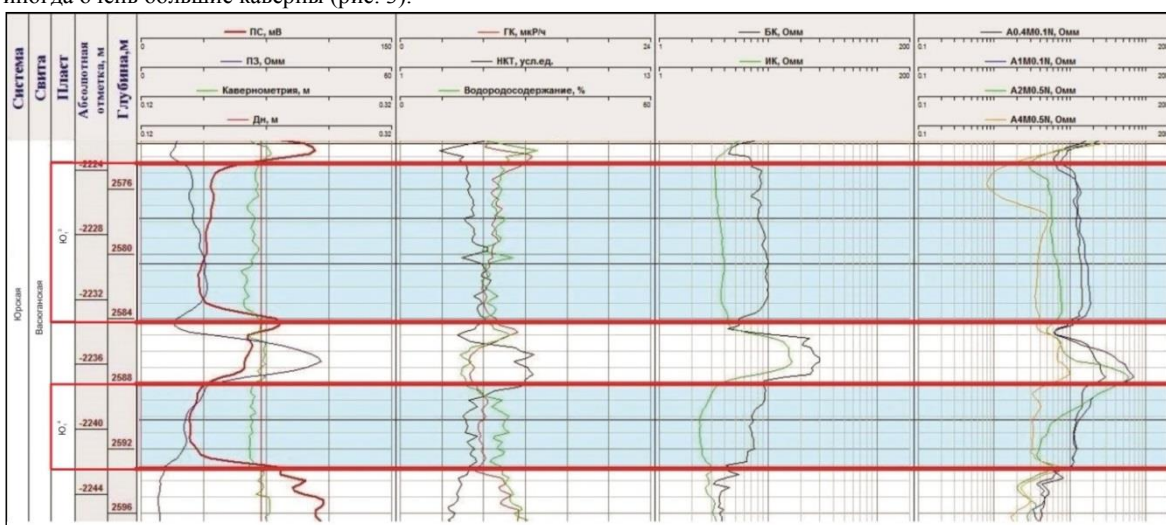 иногда очень большие каверны (рис. 3).
Система
Свита
Пласт
Абсолютная отметка, м
Глубина,м
0 ПС, мВ 150
0 ПЗ, Омм 60
0.12 Кавернометрия, м 0.32
0.12 Дн, м 0.32
0 ГК, мкР/ч 24
1 НКТ, усл.ед. 13
0 Водородосодержание, % 60
1 БК, Омм 200
1 ИК, Омм 200
0.1 A0.4M0.1N, Омм 200
0.1 A1M0.1N, Омм 200
0.1 A2M0.5N, Омм 200
0.1 A4M0.5N, Омм 200
Юрская
Васюганская
-2224
2576
-2228
2580
-2232
2584
-2236
2588
-2240
2592
-2244
2596